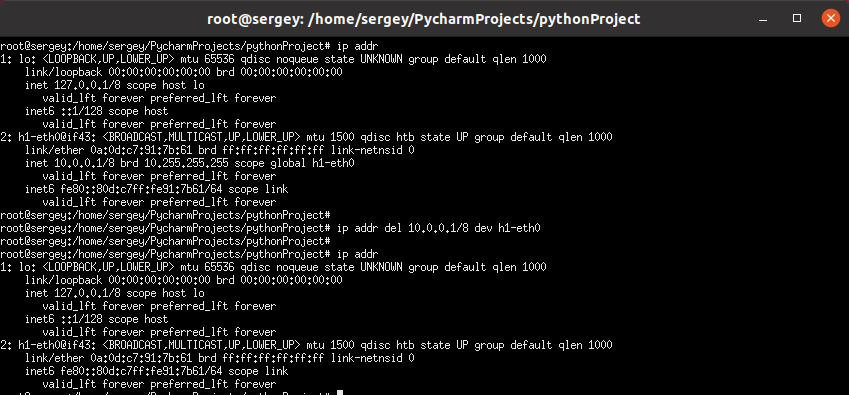 root@sergey: /home/sergey/PycharmProjects/pythonProject
root@sergey:/home/sergey/PycharmProjects/pythonProject# ip addr
1: lo: <LOOPBACK,UP,LOWER_UP> mtu 65536 qdisc noqueue state UNKNOWN group default qlen 1000
link/loopback 00:00:00:00:00:00 brd 00:00:00:00:00:00
inet 127.0.0.1/8 scope host lo
valid_lft forever preferred_lft forever
inet6 ::1/128 scope host
valid_lft forever preferred_lft forever
2: h1-eth0@if43: <BROADCAST,MULTICAST,UP,LOWER_UP> mtu 1500 qdisc htb state UP group default qlen 1000
link/ether 0a:0d:c7:91:7b:61 brd ff:ff:ff:ff:ff:ff link-netnsid 0
inet 10.0.0.1/8 brd 10.255.255.255 scope global h1-eth0
valid_lft forever preferred_lft forever
inet6 fe80::80d:c7ff:fe91:7b61/64 scope link
valid_lft forever preferred_lft forever
root@sergey:/home/sergey/PycharmProjects/pythonProject#
root@sergey:/home/sergey/PycharmProjects/pythonProject# ip addr del 10.0.0.1/8 dev h1-eth0
root@sergey:/home/sergey/PycharmProjects/pythonProject#
root@sergey:/home/sergey/PycharmProjects/pythonProject# ip addr
1: lo: <LOOPBACK,UP,LOWER_UP> mtu 65536 qdisc noqueue state UNKNOWN group default qlen 1000
link/loopback 00:00:00:00:00:00 brd 00:00:00:00:00:00
inet 127.0.0.1/8 scope host lo
valid_lft forever preferred_lft forever
inet6 ::1/128 scope host
valid_lft forever preferred_lft forever
2: h1-eth0@if43: <BROADCAST,MULTICAST,UP,LOWER_UP> mtu 1500 qdisc htb state UP group default qlen 1000
link/ether 0a:0d:c7:91:7b:61 brd ff:ff:ff:ff:ff:ff link-netnsid 0
inet6 fe80::80d:c7ff:fe91:7b61/64 scope link
valid_lft forever preferred_lft forever
root@sergey:/home/sergey/PycharmProjects/pythonProject#